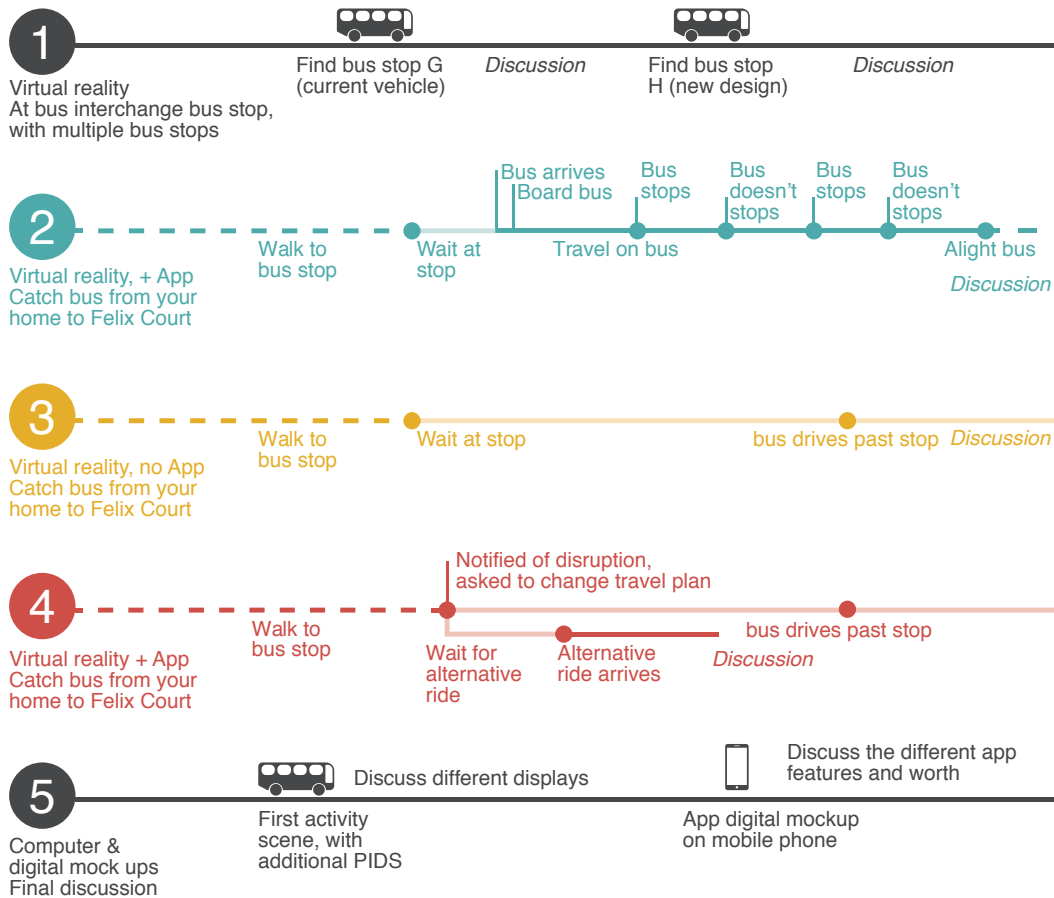 1
Find bus stop G
(current vehicle)
Discussion
Find bus stop
H (new design)
Discussion
Virtual reality
At bus interchange bus stop,
with multiple bus stops
2
Bus arrives
Board bus
Bus
stops
Bus
doesn't
stops
Bus
stops
Bus
doesn't
stops
Walk to
bus stop
Wait at
stop
Travel on bus
Alight bus
Discussion
Virtual reality, + App
Catch bus from your
home to Felix Court
3
Walk to
bus stop
Wait at stop
bus drives past stop
Discussion
Virtual reality, no App
Catch bus from your
home to Felix Court
4
Notified of disruption,
asked to change travel plan
Walk to
bus stop
Wait for
alternative
ride
Alternative
ride arrives
Discussion
bus drives past stop
Virtual reality + App
Catch bus from your
home to Felix Court
5
Discuss different displays
Discuss the different app
features and worth
First activity
scene, with
additional PIDS
App digital mockup
on mobile phone
Computer &
digital mock ups
Final discussion